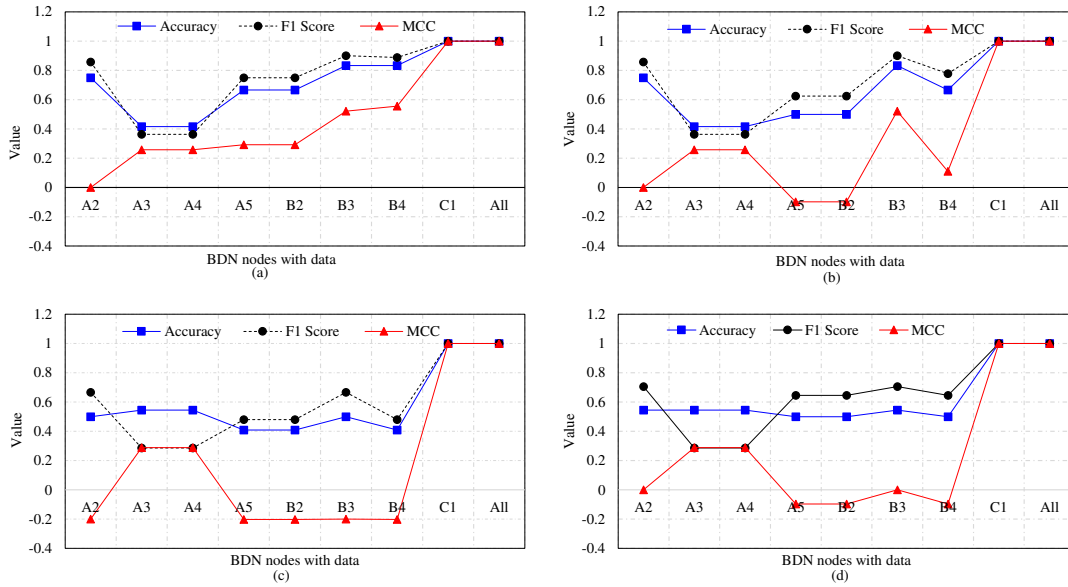 1.2
Accuracy
F1 Score
MCC
1
0.8
0.6
0.4
0.2
0
-0.2
-0.4
Value
A2
A3
A4
A5
B2
B3
B4
C1
All
BDN nodes with data
(a)
1.2
Accuracy
F1 Score
MCC
1
0.8
0.6
0.4
0.2
0
-0.2
-0.4
Value
A2
A3
A4
A5
B2
B3
B4
C1
All
BDN nodes with data
(b)
1.2
Accuracy
F1 Score
MCC
1
0.8
0.6
0.4
0.2
0
-0.2
-0.4
Value
A2
A3
A4
A5
B2
B3
B4
C1
All
BDN nodes with data
(c)
1.2
Accuracy
F1 Score
MCC
1
0.8
0.6
0.4
0.2
0
-0.2
-0.4
Value
A2
A3
A4
A5
B2
B3
B4
C1
All
BDN nodes with data
(d)